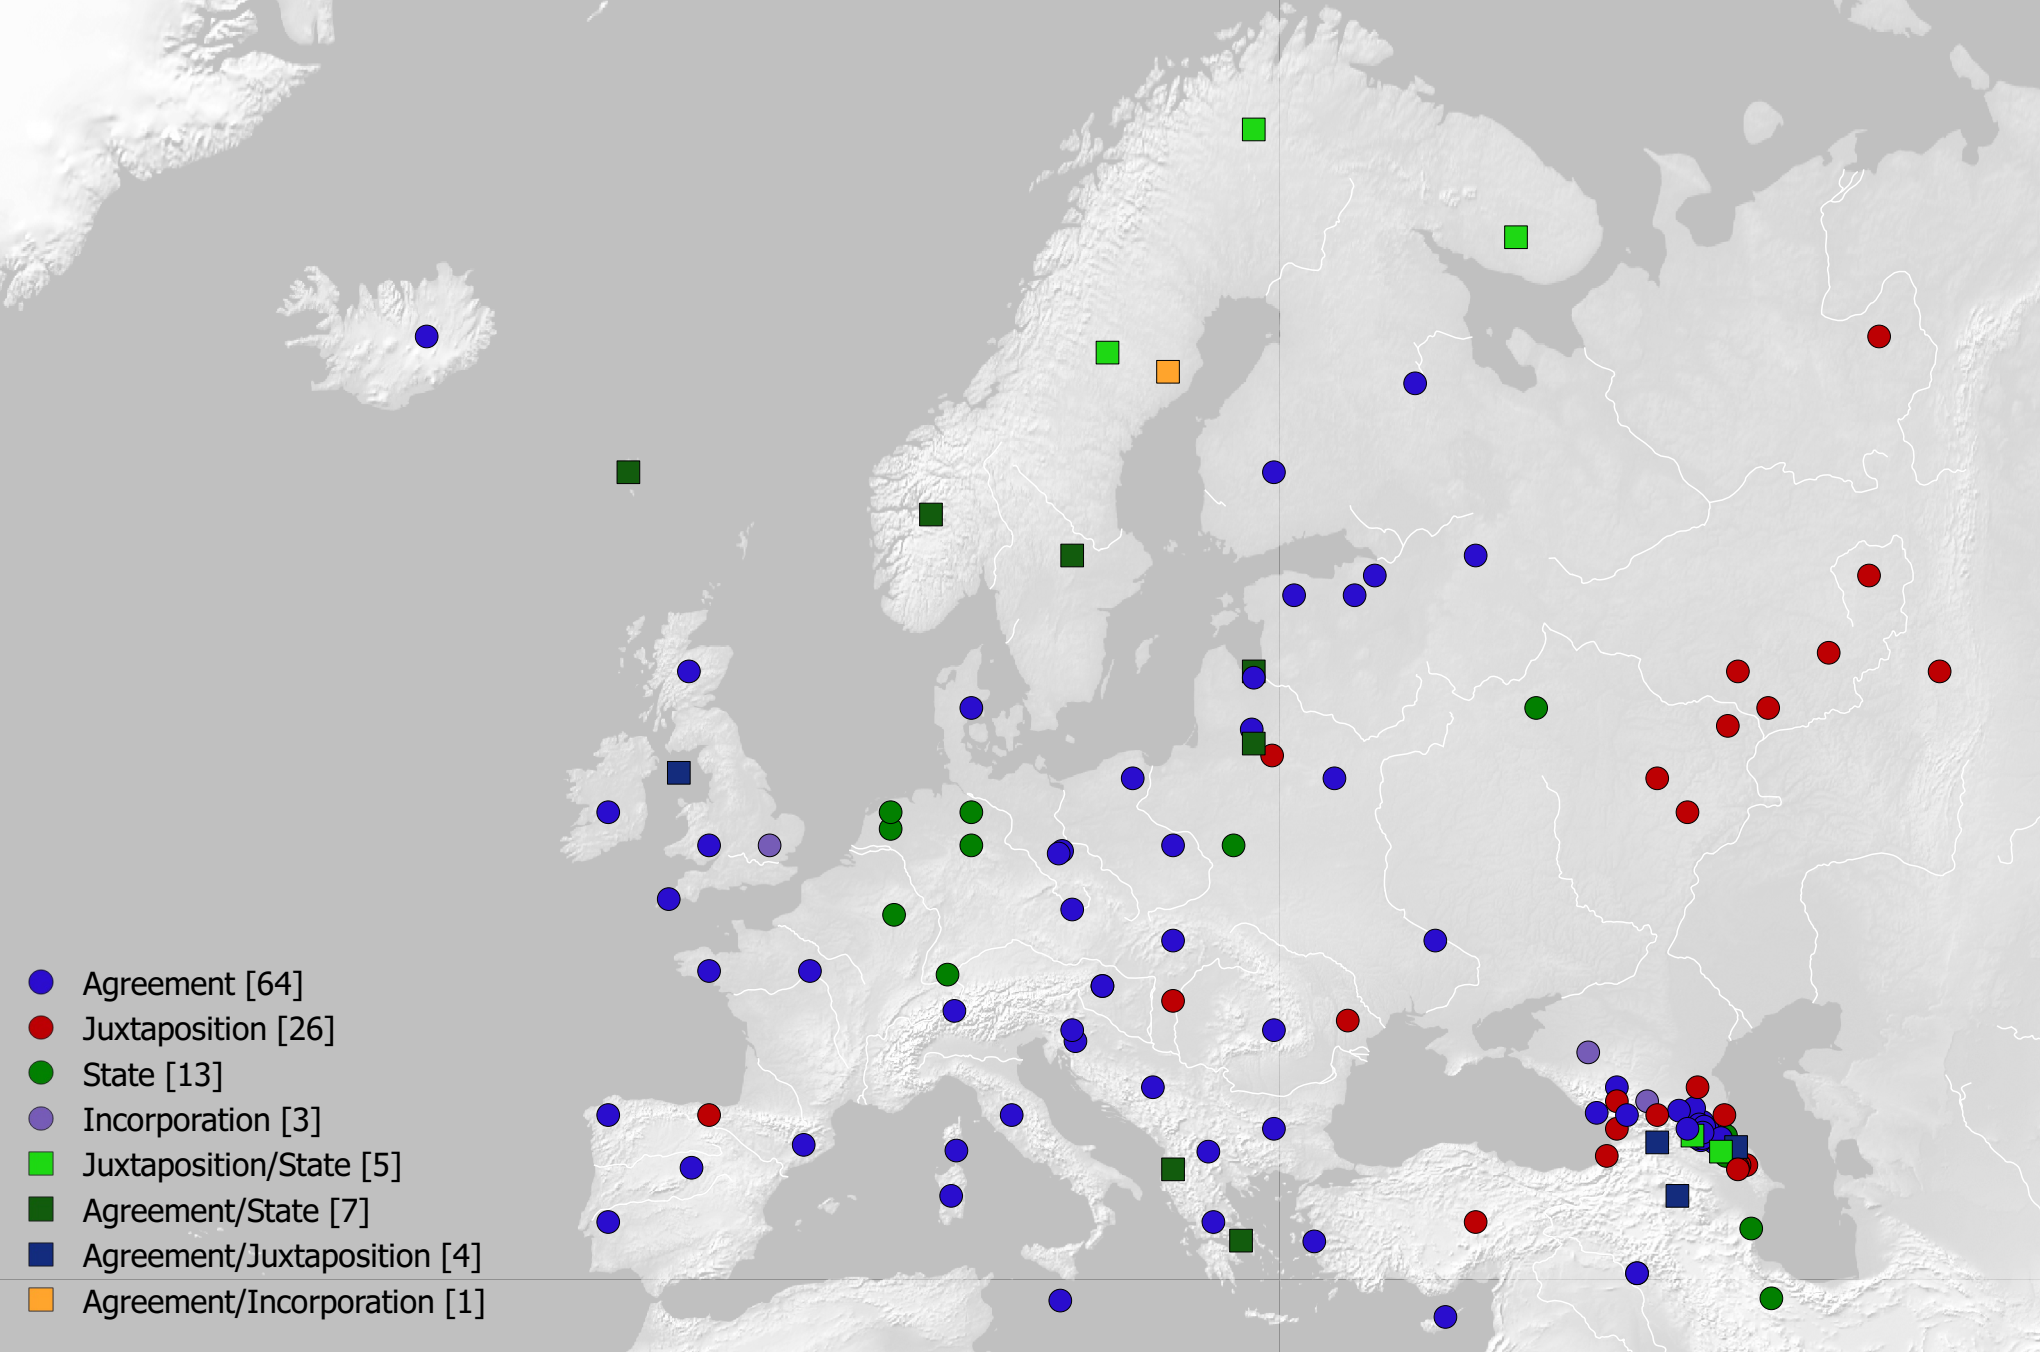 Agreement [64]
Juxtaposition [26]
State [13]
Incorporation [3]
Juxtaposition/State [5]
Agreement/State [7]
Agreement/Juxtaposition [4]
Agreement/Incorporation [1]